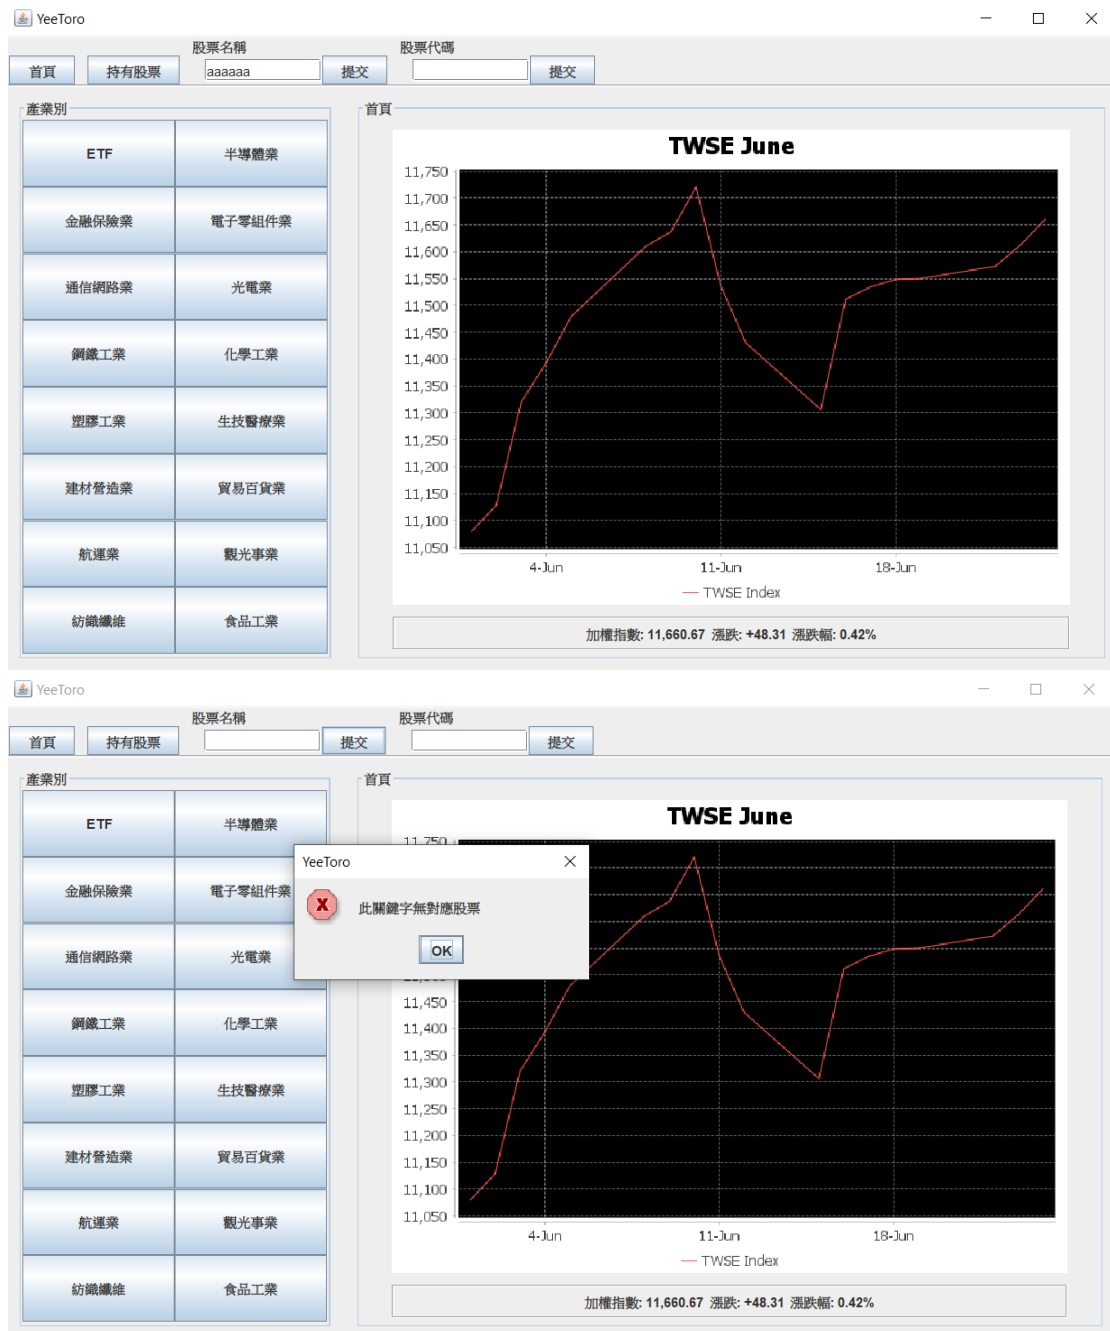 YeeToro
股票名稱 股票代碼
首頁 持有股票 aaaaaa 提交 提交
產業別
ETF 半導體業
金融保險業 電子零組件業
通信網路業 光電業
鋼鐵工業 化學工業
塑膠工業 生技醫療業
建材營造業 貿易百貨業
航運業 觀光事業
紡織纖維 食品工業
首頁
TWSE June
11,750
11,700
11,650
11,600
11,550
11,500
11,450
11,400
11,350
11,300
11,250
11,200
11,150
11,100
11,050
4-Jun 11-Jun 18-Jun
TWSE Index
加權指數: 11,660.67 漲跌: +48.31 漲跌幅: 0.42%
YeeToro
股票名稱 股票代碼
首頁 持有股票 提交 提交
產業別
ETF 半導體業
金融保險業 電子零組件業
通信網路業 光電業
鋼鐵工業 化學工業
塑膠工業 生技醫療業
建材營造業 貿易百貨業
航運業 觀光事業
紡織纖維 食品工業
首頁
TWSE June
11,750
YeeToro
此關鍵字無對應股票
OK
11,450
11,400
11,350
11,300
11,250
11,200
11,150
11,100
11,050
4-Jun 11-Jun 18-Jun
TWSE Index
加權指數: 11,660.67 漲跌: +48.31 漲跌幅: 0.42%